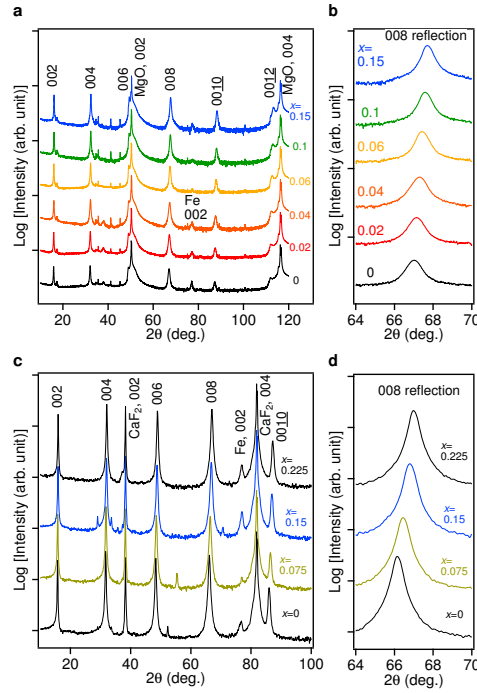 a
002
004
006
MgO, 002
008
0010
0012
MgO, 004
x=
0.15
0.1
0.06
Fe
002
0.04
0.02
0
Log [Intensity (arb. unit)]
20 40 60 80 100 120
2θ (deg.)
b
008 reflection
x=
0.15
0.1
0.06
0.04
0.02
0
Log [Intensity (arb. unit)]
64 66 68 70
2θ (deg.)
c
002
004
CaF2, 002
006
008
Fe, 002
CaF2, 004
0010
x=
0.225
x=
0.15
x=
0.075
x=0
Log [Intensity (arb. unit)]
20 40 60 80 100
2θ (deg.)
d
008 reflection
x=
0.225
x=
0.15
x=
0.075
x=0
Log [Intensity (arb. unit)]
64 66 68 70
2θ (deg.)